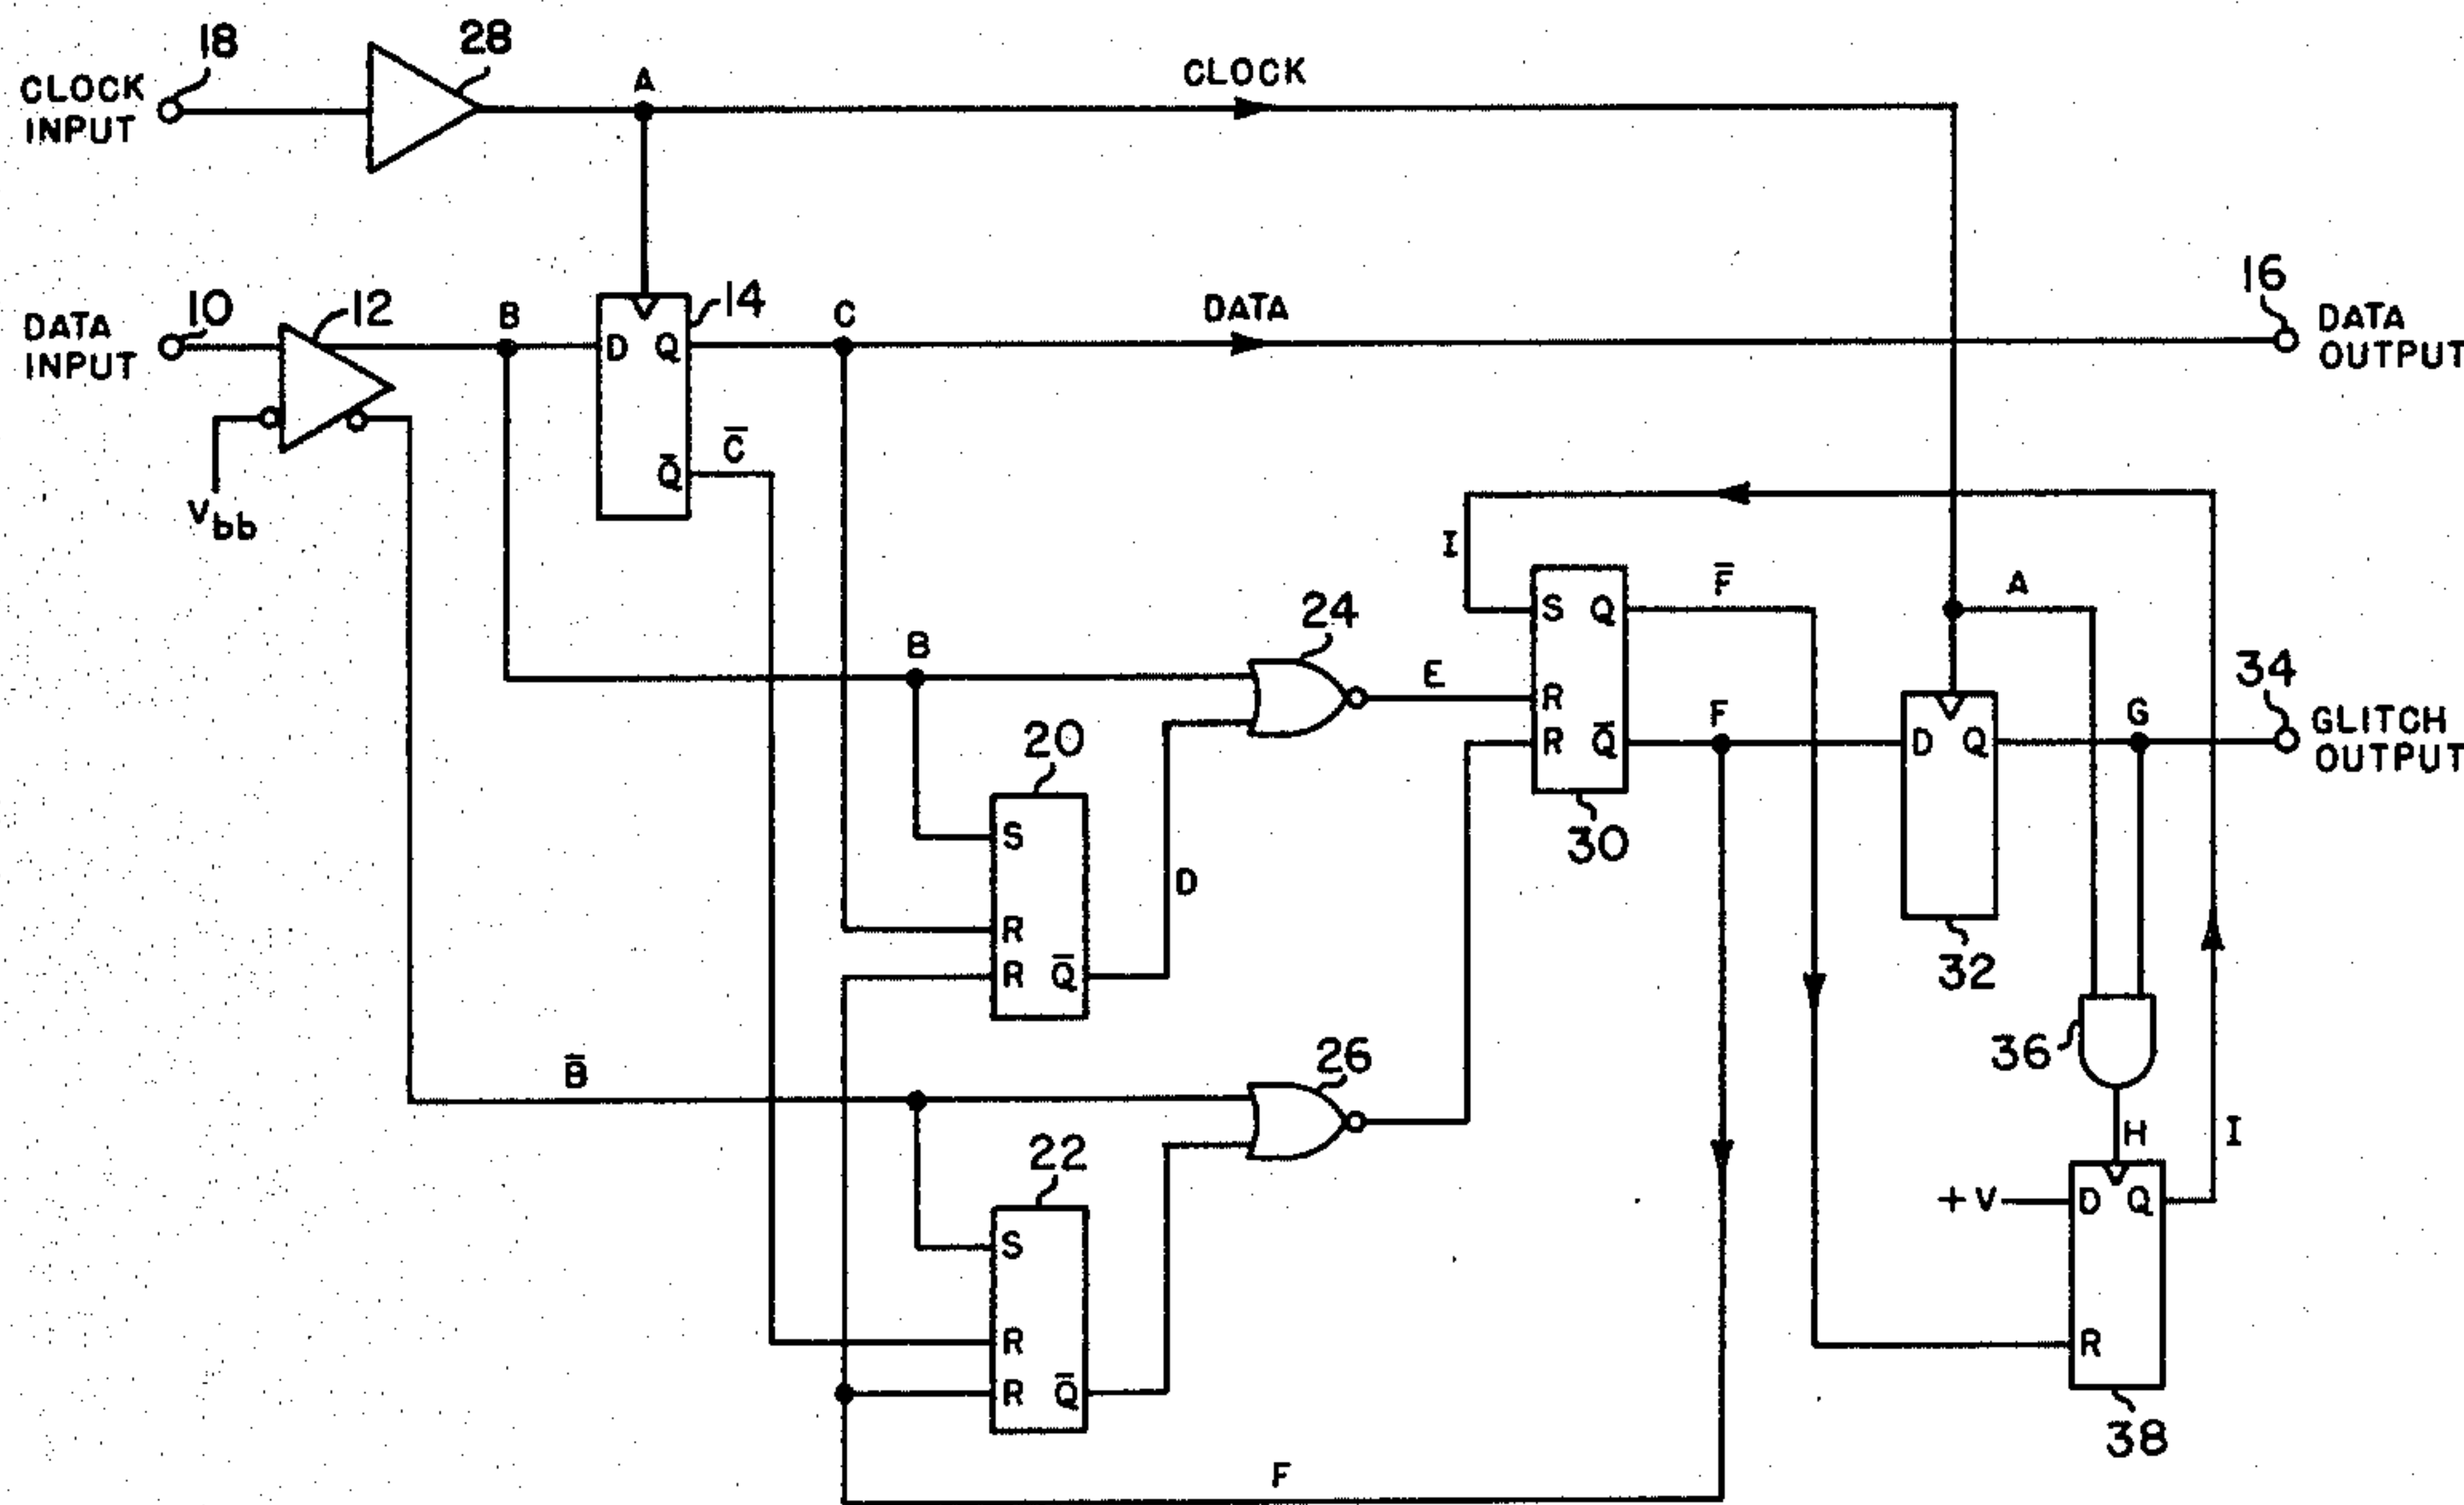 18
28
CLOCK
INPUT
A
CLOCK
10
12
DATA
INPUT
B
14
D Q
C
DATA
16
DATA
OUTPUT
Vbb
Q̄
C̄
I
24
S Q
F̄
A
B
E
R
R Q̄
F
30
34
D Q
G
GLITCH
OUTPUT
32
20
S
R
R Q̄
D
36
26
B̄
22
S
R
R Q̄
H
I
+V
D Q
R
38
F